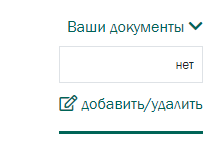 Ваши документы
нет
добавить/удалить